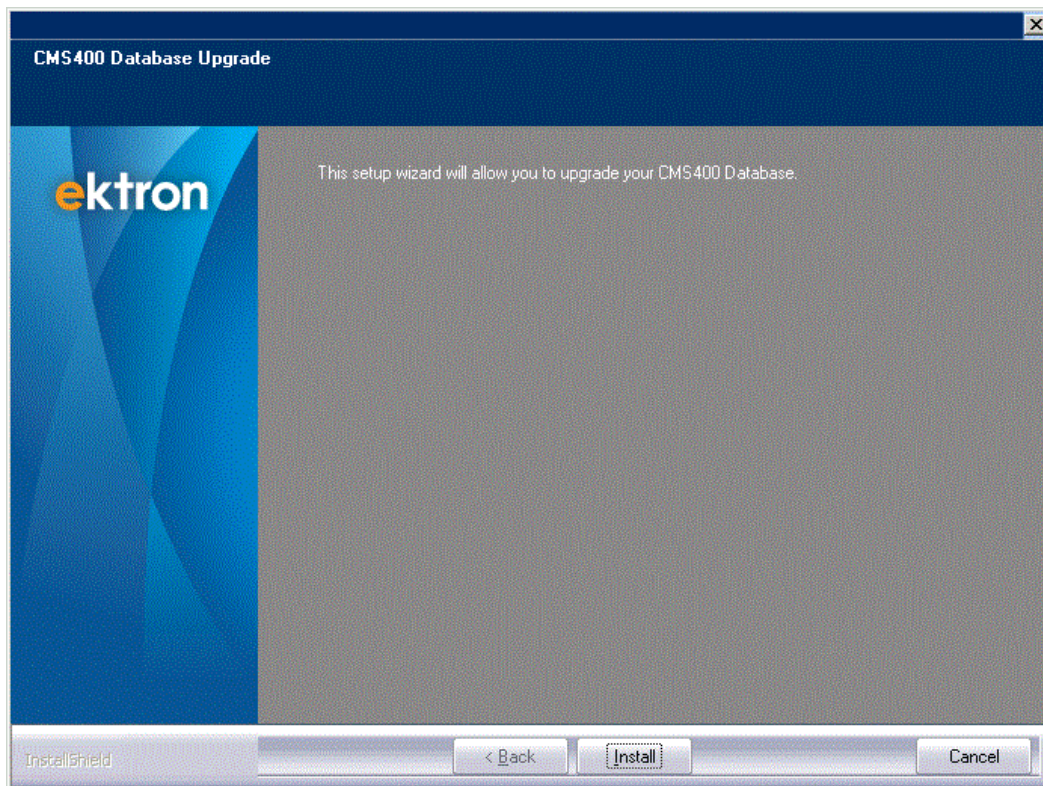 CMS400 Database Upgrade
ektron
This setup wizard will allow you to upgrade your CMS400 Database.
InstallShield
< Back
Install
Cancel